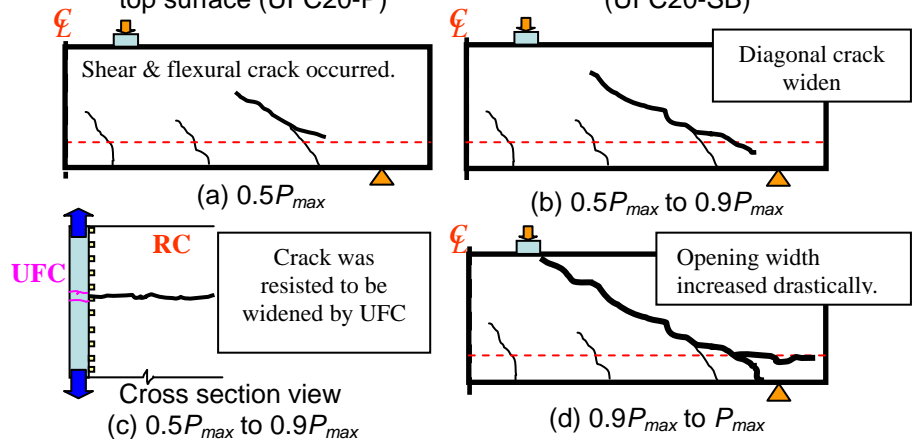 top surface (UFC20-P)
(UFC20-SB)
℄
Shear & flexural crack occurred.
(a) 0.5Pmax
℄
Diagonal crack
widen
(b) 0.5Pmax to 0.9Pmax
UFC
RC
Crack was
resisted to be
widened by UFC
Cross section view
(c) 0.5Pmax to 0.9Pmax
℄
Opening width
increased drastically.
(d) 0.9Pmax to Pmax